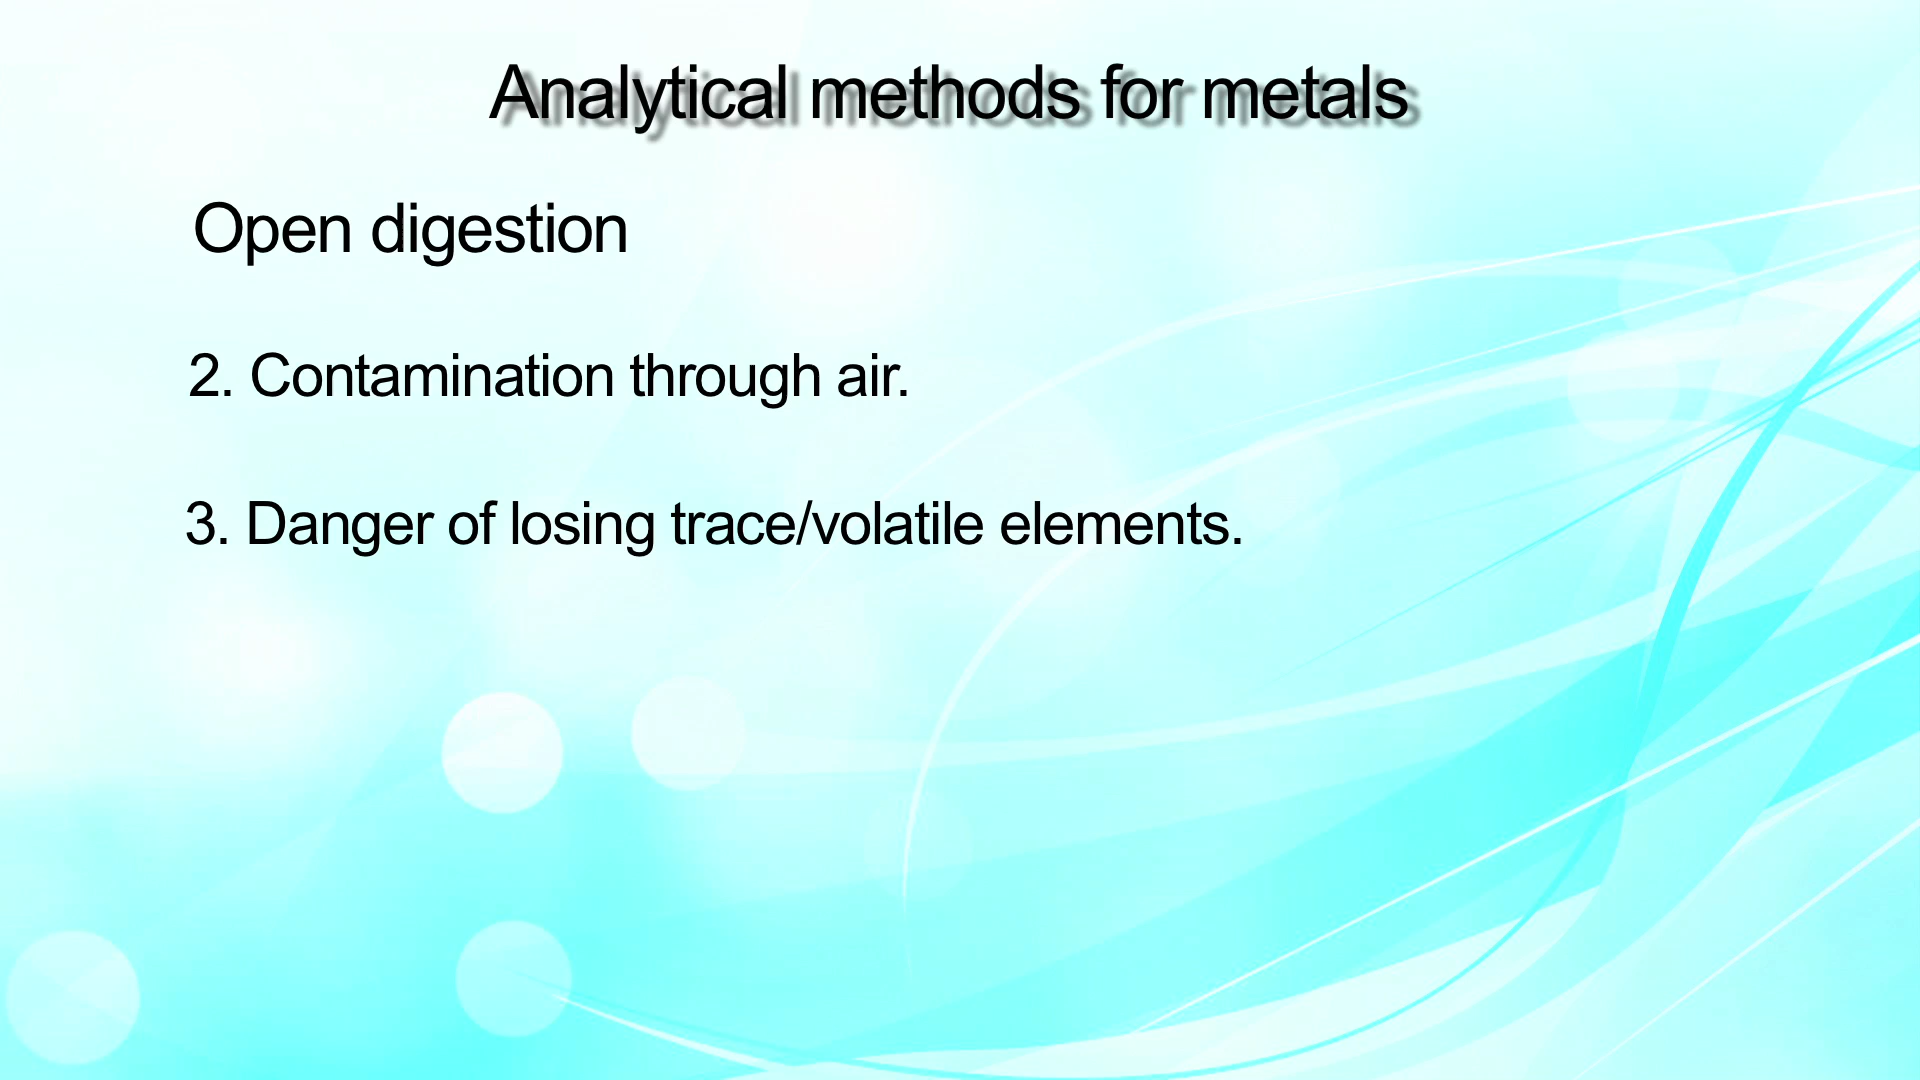 Analytical methods for metals
Open digestion
2. Contamination through air.
3. Danger of losing trace/volatile elements.